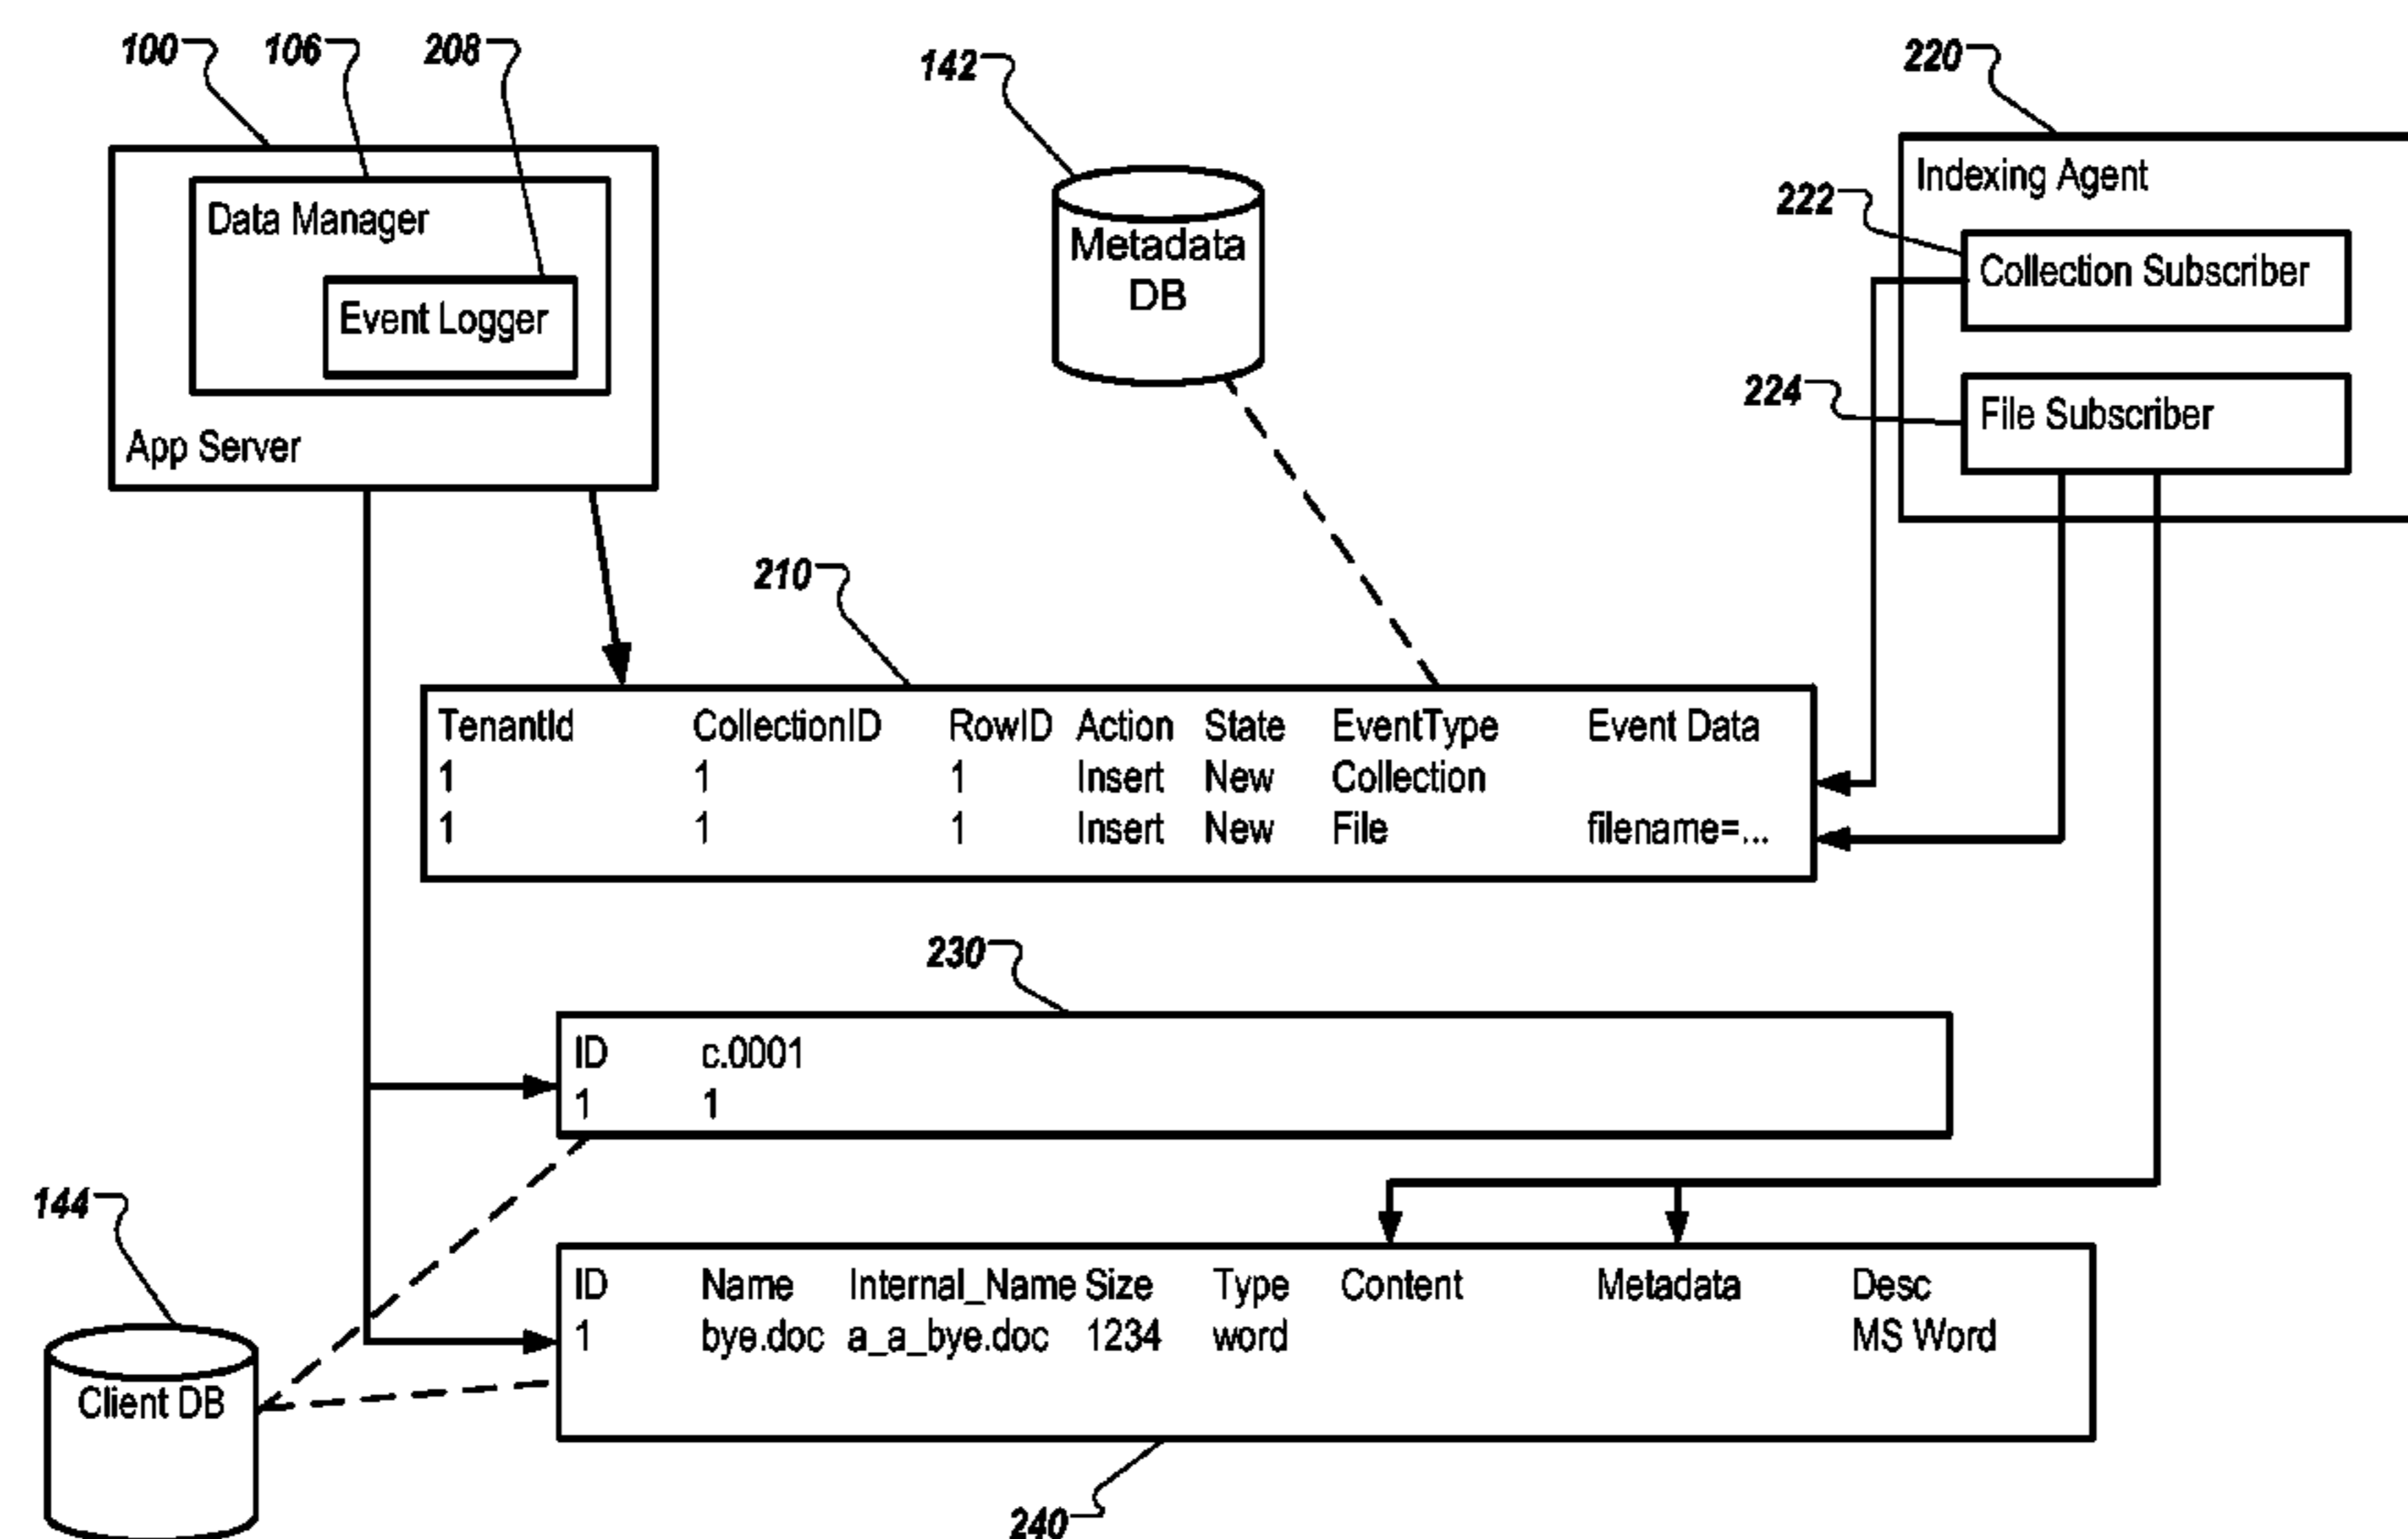 100 106 208 142 220
Indexing Agent
222
Data Manager
Metadata
DB
Collection Subscriber
Event Logger
224
File Subscriber
App Server
210
TenantId CollectionID RowID Action State EventType Event Data
1 1 1 Insert New Collection
1 1 1 Insert New File filename=...
230
ID c.0001
1 1
144
ID Name Internal_Name Size Type Content Metadata Desc
1 bye.doc a_a_bye.doc 1234 word MS Word
Client DB
240